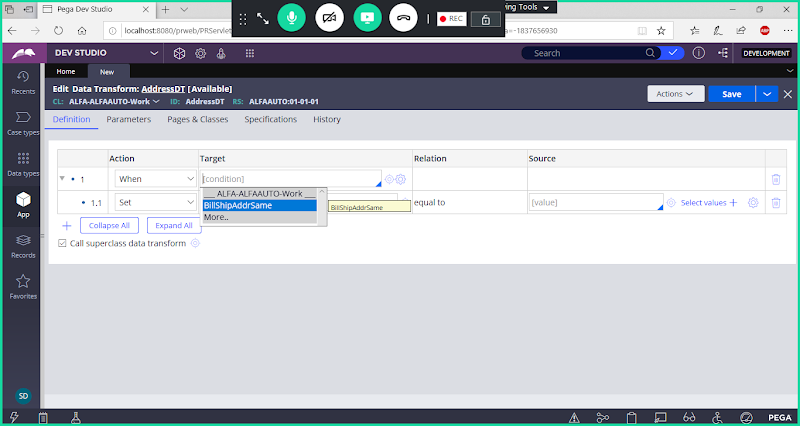 Pega Dev Studio
ving Tools
REC
localhost:8080/prweb/PRServlet
a=-1837656930
ABP
DEV STUDIO
Search
DEVELOPMENT
Home
New
Recents
Case types
Data types
App
Records
Favorites
SD
Edit Data Transform: AddressDT [Available]
CL: ALFA-ALFAAUTO-Work
ID: AddressDT
RS: ALFAAUTO:01-01-01
Actions
Save
Definition
Parameters
Pages & Classes
Specifications
History
Action
Target
Relation
Source
1
When
[condition]
___ ALFA-ALFAAUTO-Work ___
BillShipAddrSame
More..
BillShipAddrSame
1.1
Set
equal to
[value]
Select values +
Collapse All
Expand All
Call superclass data transform
PEGA